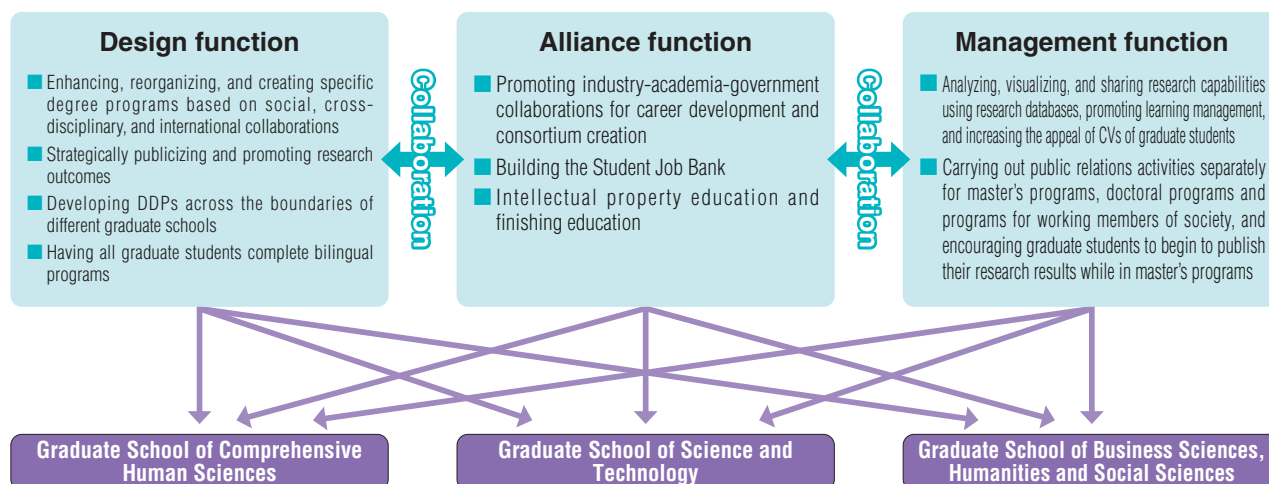 Design function
Enhancing, reorganizing, and creating specific
degree programs based on social, cross-
disciplinary, and international collaborations
Strategically publicizing and promoting research
outcomes
Developing DDPs across the boundaries of
different graduate schools
Having all graduate students complete bilingual
programs
Collaboration
Alliance function
Promoting industry-academia-government
collaborations for career development and
consortium creation
Building the Student Job Bank
Intellectual property education and
finishing education
Collaboration
Management function
Analyzing, visualizing, and sharing research capabilities
using research databases, promoting learning management,
and increasing the appeal of CVs of graduate students
Carrying out public relations activities separately
for master's programs, doctoral programs and
programs for working members of society, and
encouraging graduate students to begin to publish
their research results while in master's programs
Graduate School of Comprehensive
Human Sciences
Graduate School of Science and
Technology
Graduate School of Business Sciences,
Humanities and Social Sciences